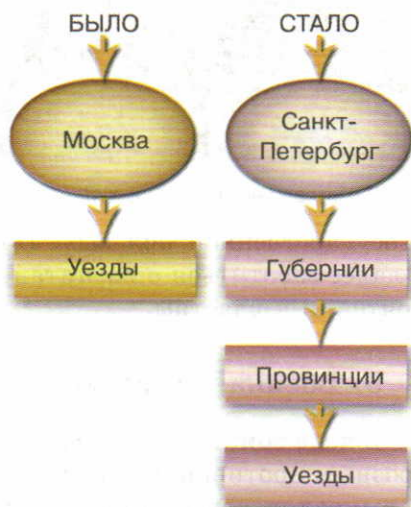 БЫЛО
СТАЛО
Москва
Санкт-
Петербург
Уезды
Губернии
Провинции
Уезды